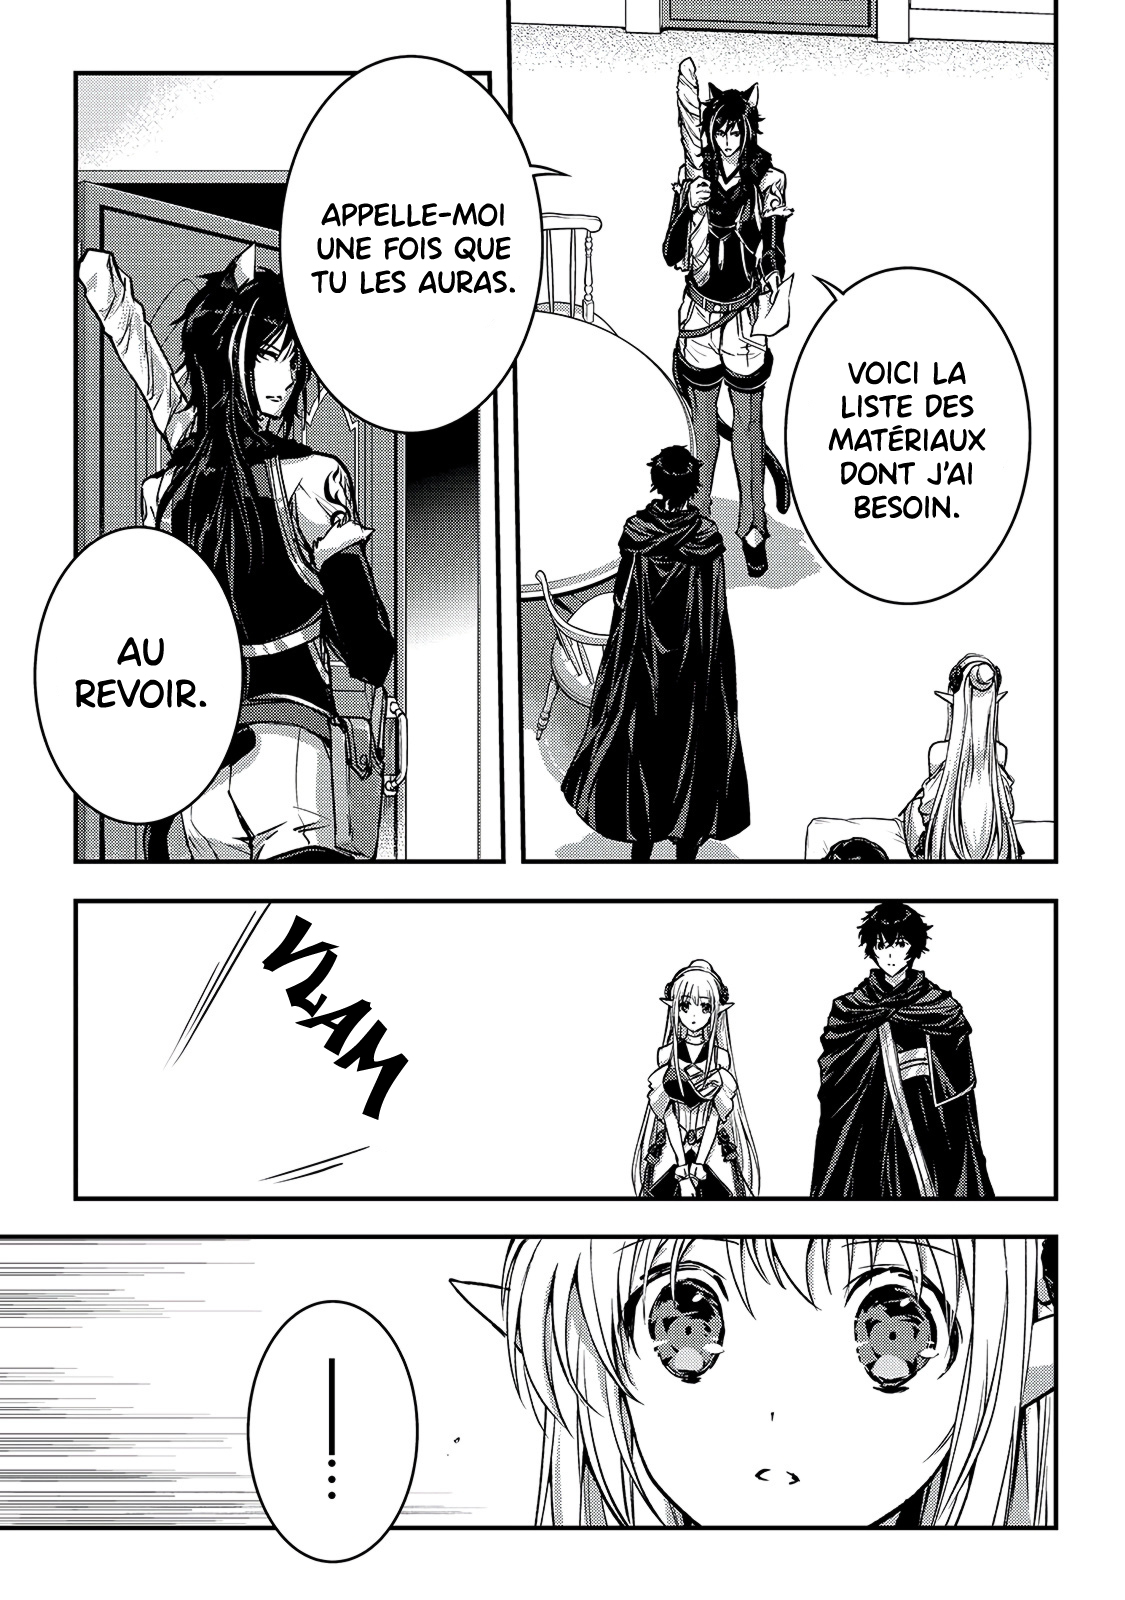 VOICI LA
LISTE DES
MATÉRIAUX
DONT J'AI
BESOIN.
APPELLE-MOI
UNE FOIS QUE
TU LES AURAS.
AU
REVOIR.
VLAM
—...